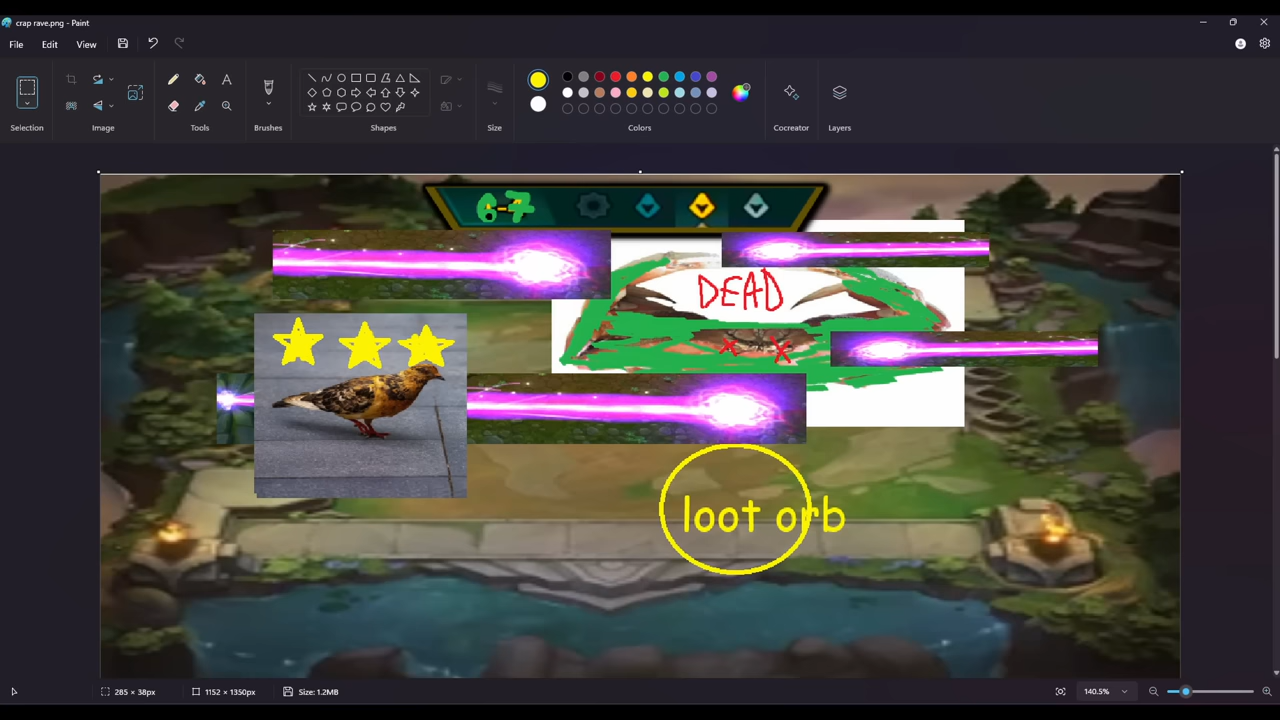 crap rave.png - Paint
File Edit View
Selection Image Tools Brushes Shapes Size Colors Cocreator Layers
6-7
DEAD
loot orb
285 × 38px 1152 × 1350px Size: 1.2MB 140.5%